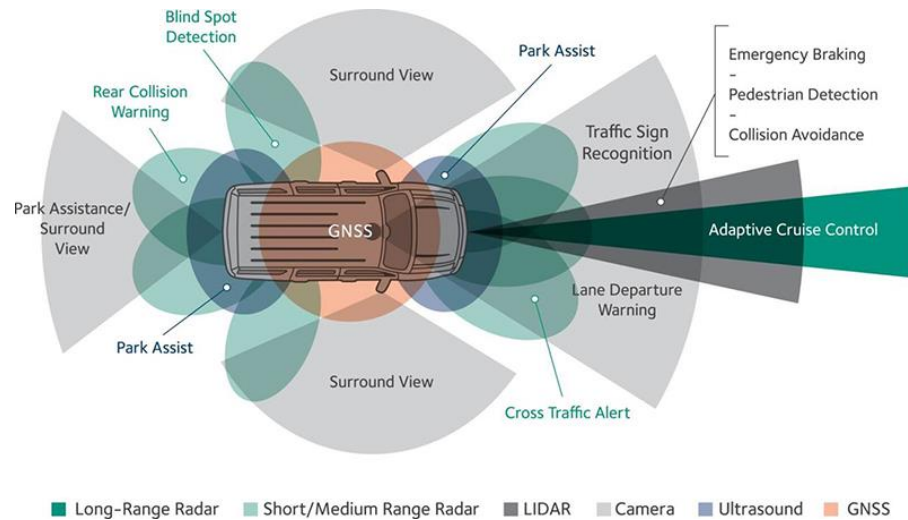 Blind Spot
Detection
Surround View
Park Assist
Emergency Braking
–
Pedestrian Detection
–
Collision Avoidance
Rear Collision
Warning
Traffic Sign
Recognition
Park Assistance/
Surround
View
GNSS
Adaptive Cruise Control
Lane Departure
Warning
Park Assist
Surround View
Cross Traffic Alert
Long-Range Radar
Short/Medium Range Radar
LIDAR
Camera
Ultrasound
GNSS